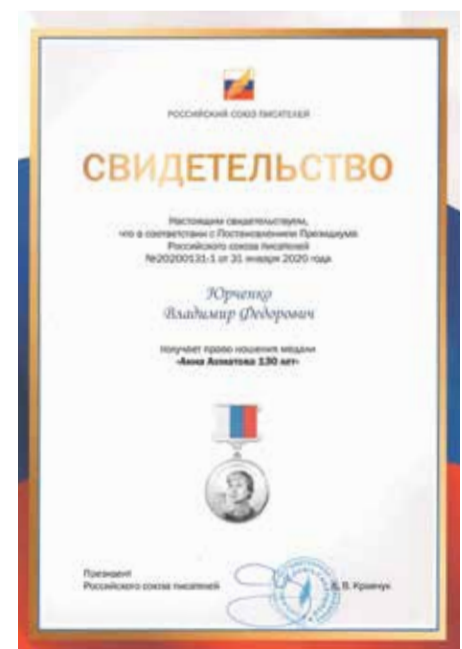 РОССИЙСКИЙ СОЮЗ ПИСАТЕЛЕЙ
СВИДЕТЕЛЬСТВО
Настоящим свидетельствуем,
что в соответствии с Постановлением Президиума
Российского союза писателей
№20200131-1 от 31 января 2020 года
Юрченко
Владимир Федорович
получает право ношения медали
«Анна Ахматова 130 лет»
Президент
Российского союза писателей
В. Кравчук